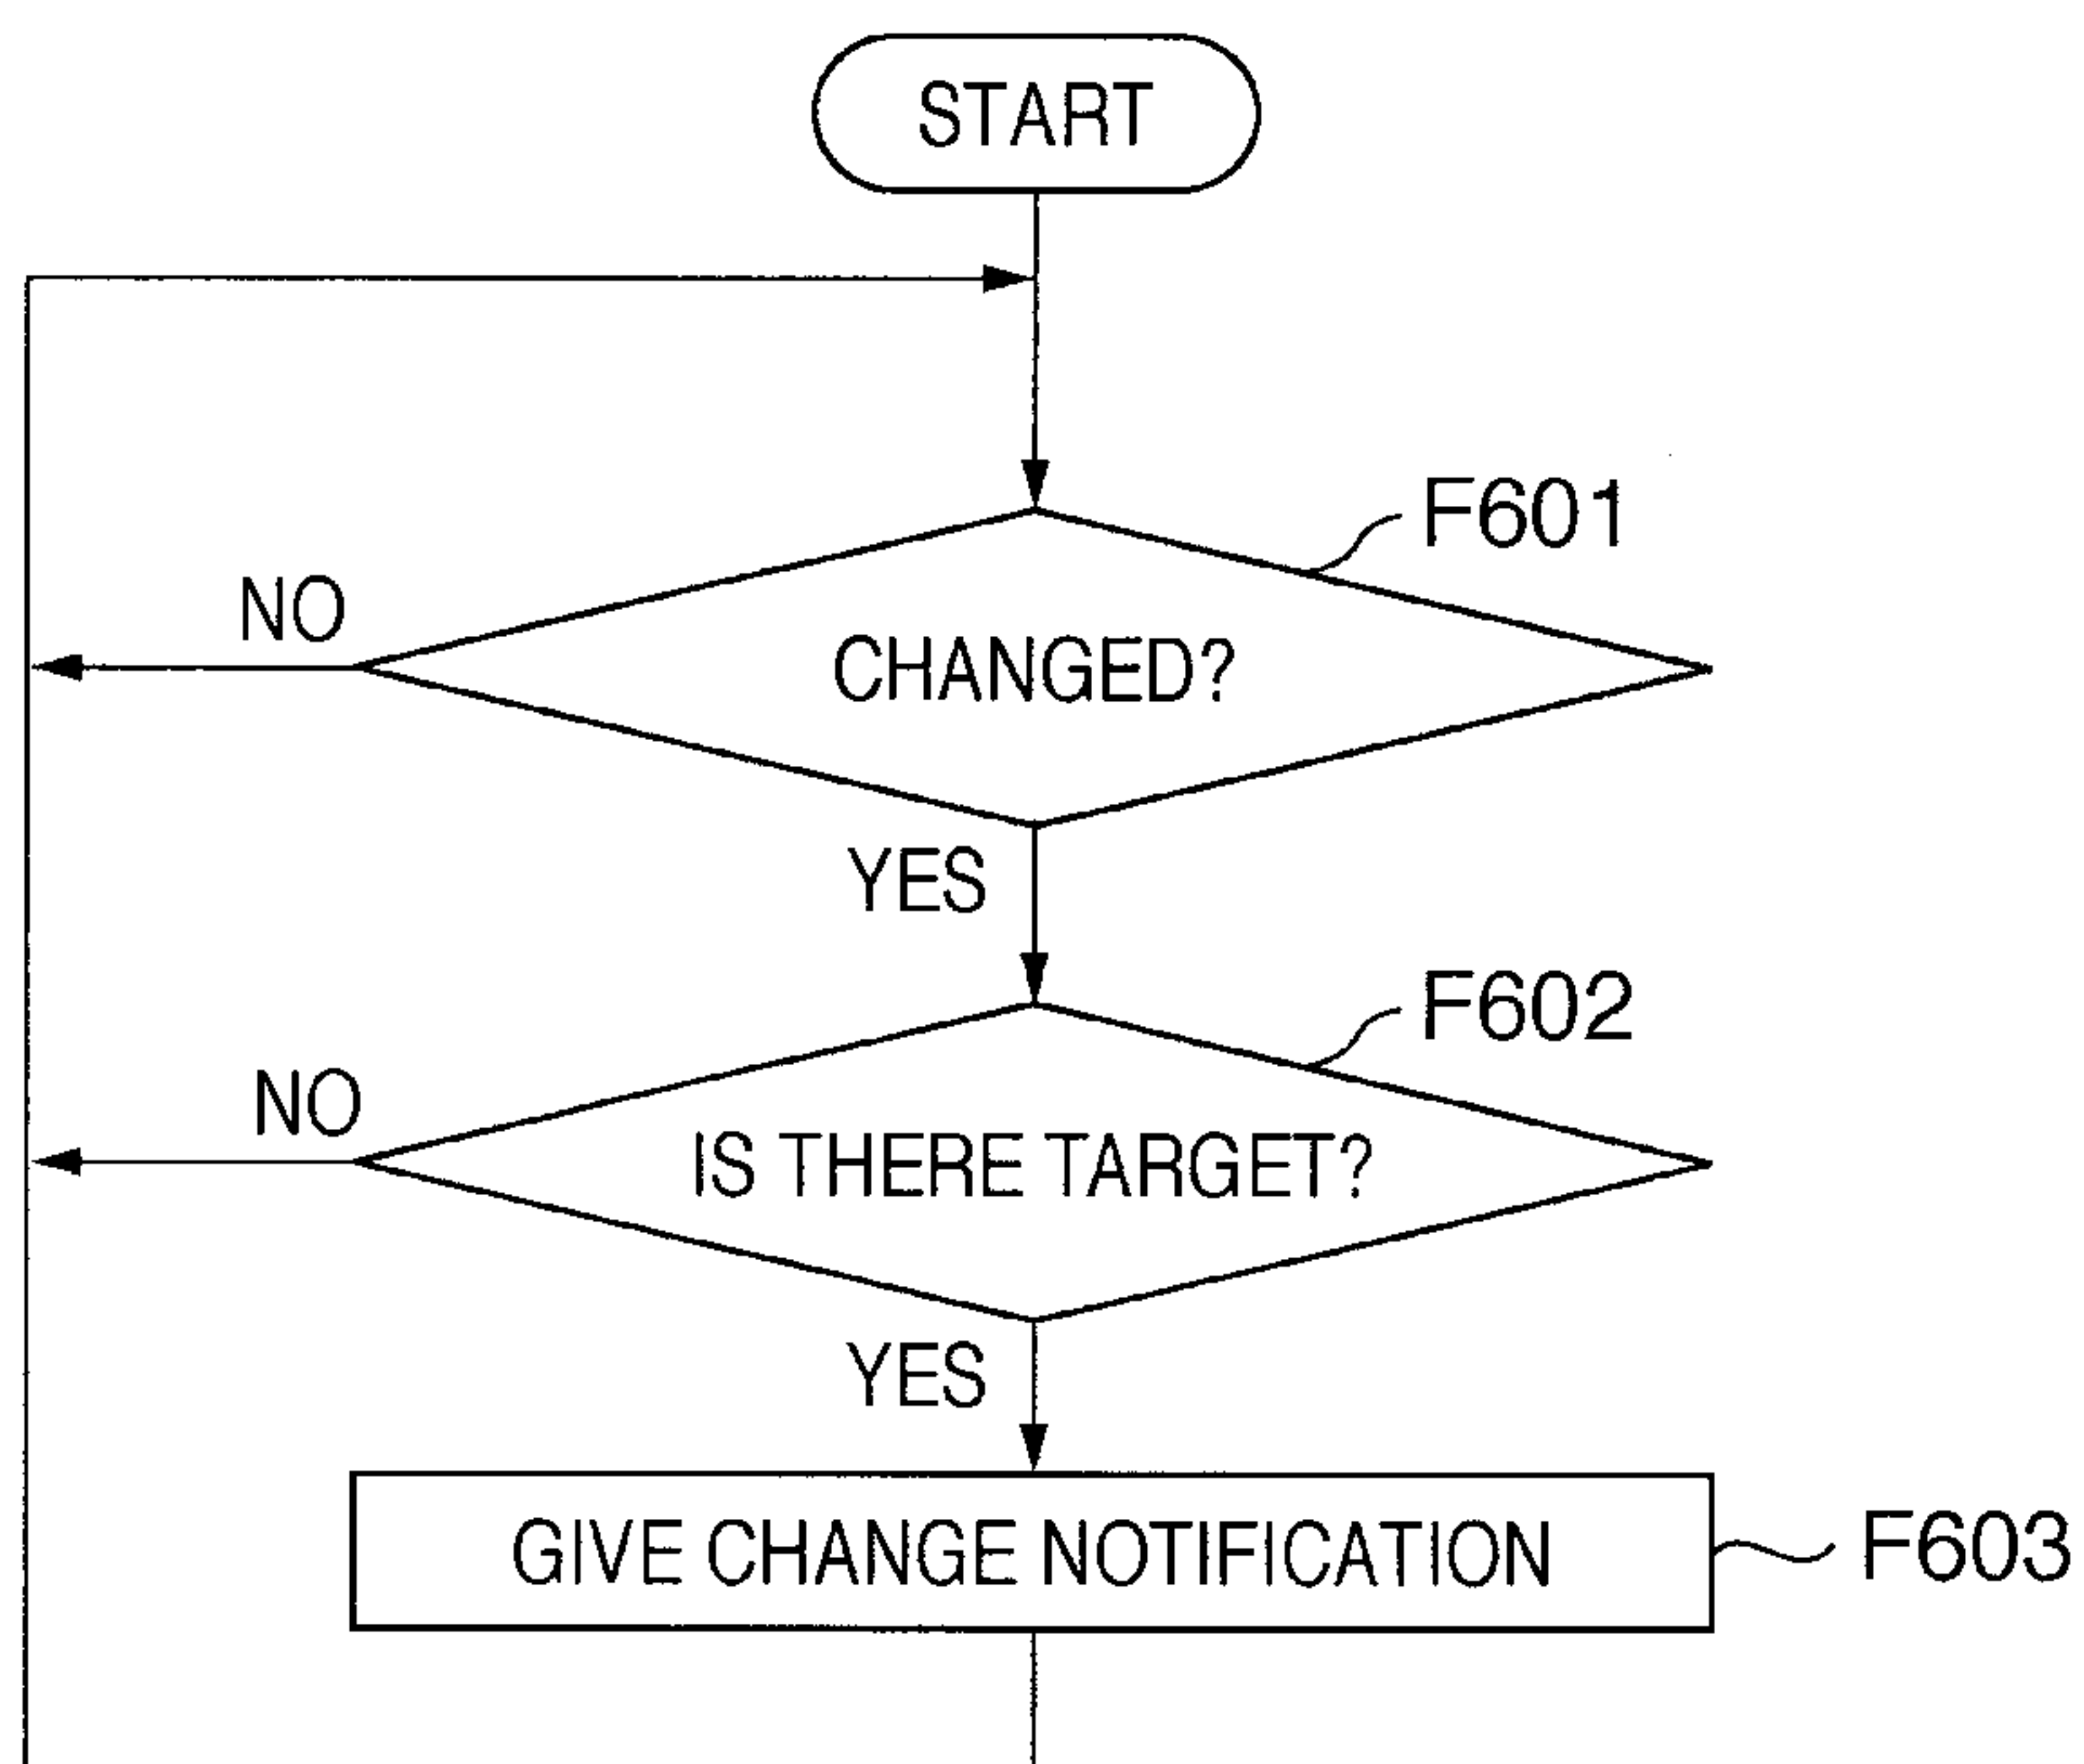 START
F601
NO
CHANGED?
YES
F602
NO
IS THERE TARGET?
YES
GIVE CHANGE NOTIFICATION
F603